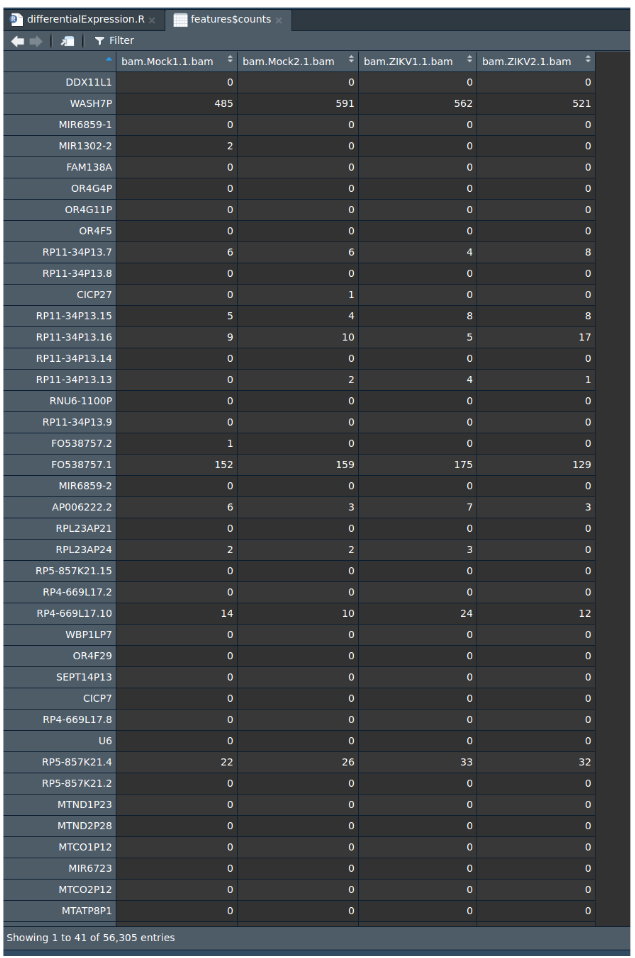 differentialExpression.R × features$counts ×
Filter
bam.Mock1.1.bam bam.Mock2.1.bam bam.ZIKV1.1.bam bam.ZIKV2.1.bam
DDX11L1 0 0 0 0
WASH7P 485 591 562 521
MIR6859-1 0 0 0 0
MIR1302-2 2 0 0 0
FAM138A 0 0 0 0
OR4G4P 0 0 0 0
OR4G11P 0 0 0 0
OR4F5 0 0 0 0
RP11-34P13.7 6 6 4 8
RP11-34P13.8 0 0 0 0
CICP27 0 1 0 0
RP11-34P13.15 5 4 8 8
RP11-34P13.16 9 10 5 17
RP11-34P13.14 0 0 0 0
RP11-34P13.13 0 2 4 1
RNU6-1100P 0 0 0 0
RP11-34P13.9 0 0 0 0
FO538757.2 1 0 0 0
FO538757.1 152 159 175 129
MIR6859-2 0 0 0 0
AP006222.2 6 3 7 3
RPL23AP21 0 0 0 0
RPL23AP24 2 2 3 0
RP5-857K21.15 0 0 0 0
RP4-669L17.2 0 0 0 0
RP4-669L17.10 14 10 24 12
WBP1LP7 0 0 0 0
OR4F29 0 0 0 0
SEPT14P13 0 0 0 0
CICP7 0 0 0 0
RP4-669L17.8 0 0 0 0
U6 0 0 0 0
RP5-857K21.4 22 26 33 32
RP5-857K21.2 0 0 0 0
MTND1P23 0 0 0 0
MTND2P28 0 0 0 0
MTCO1P12 0 0 0 0
MIR6723 0 0 0 0
MTCO2P12 0 0 0 0
MTATP8P1 0 0 0 0
Showing 1 to 41 of 56,305 entries